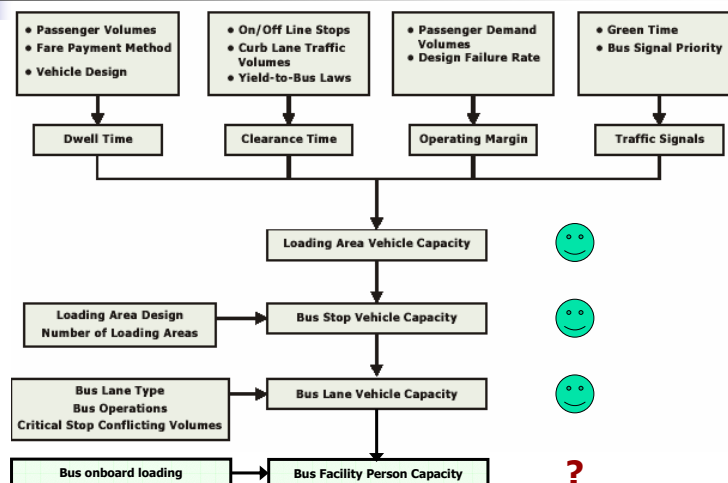 • Passenger Volumes
• Fare Payment Method
• Vehicle Design
• On/Off Line Stops
• Curb Lane Traffic
Volumes
• Yield-to-Bus Laws
• Passenger Demand
Volumes
• Design Failure Rate
• Green Time
• Bus Signal Priority
Dwell Time
Clearance Time
Operating Margin
Traffic Signals
Loading Area Vehicle Capacity
Loading Area Design
Number of Loading Areas
Bus Stop Vehicle Capacity
Bus Lane Type
Bus Operations
Critical Stop Conflicting Volumes
Bus Lane Vehicle Capacity
Bus onboard loading
Bus Facility Person Capacity
?